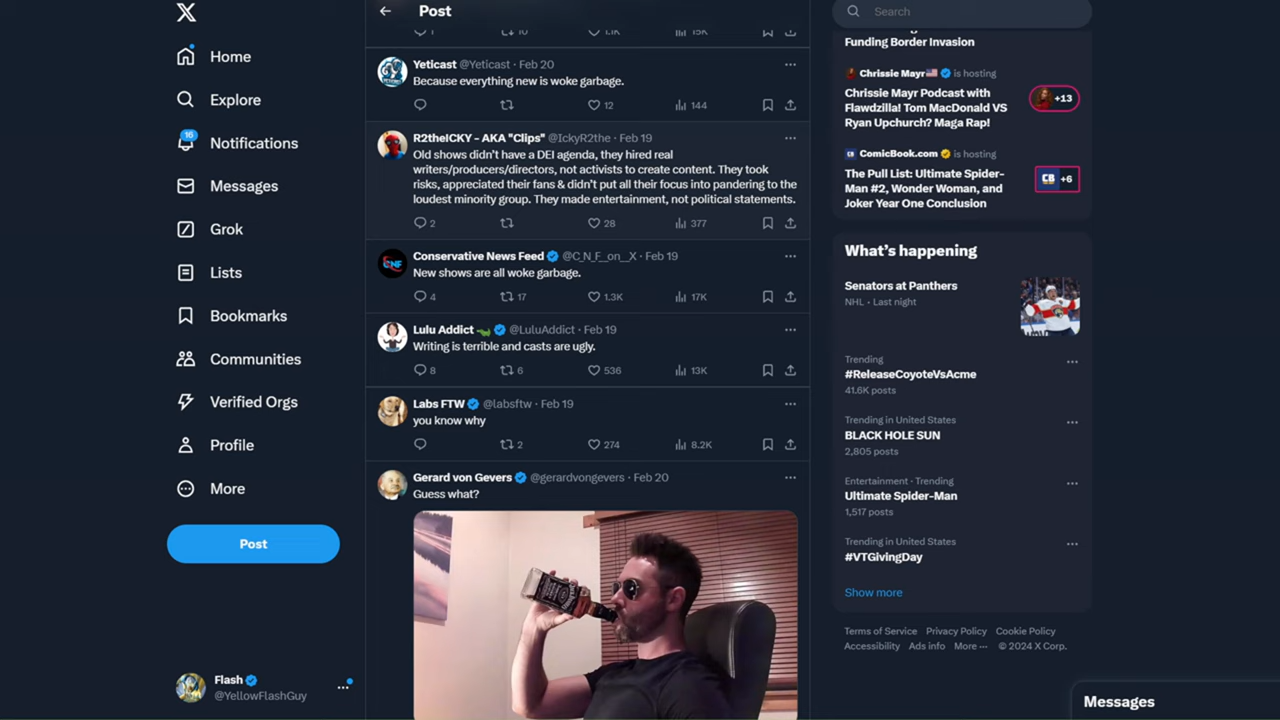 X
Home
Explore
16
Notifications
Messages
Grok
Lists
Bookmarks
Communities
Verified Orgs
Profile
More
Post
Flash
@YellowFlashGuy
Post
1 10 1.1K 15K
Yeticast @Yeticast · Feb 20
Because everything new is woke garbage.
12 144
R2theICKY – AKA "Clips" @IckyR2the · Feb 19
Old shows didn't have a DEI agenda, they hired real
writers/producers/directors, not activists to create content. They took
risks, appreciated their fans & didn't put all their focus into pandering to the
loudest minority group. They made entertainment, not political statements.
2 28 377
CNF
Conservative News Feed @C_N_F_on_X · Feb 19
New shows are all woke garbage.
4 17 1.3K 17K
Lulu Addict @LuluAddict · Feb 19
Writing is terrible and casts are ugly.
8 6 536 13K
Labs FTW @labsftw · Feb 19
you know why
2 274 8.2K
Gerard von Gevers @gerardvongevers · Feb 20
Guess what?
Search
Funding Border Invasion
Chrissie Mayr is hosting
Chrissie Mayr Podcast with
Flawdzilla! Tom MacDonald VS
Ryan Upchurch? Maga Rap!
+13
ComicBook.com is hosting
The Pull List: Ultimate Spider-
Man #2, Wonder Woman, and
Joker Year One Conclusion
CB +6
What's happening
Senators at Panthers
NHL · Last night
Trending
#ReleaseCoyoteVsAcme
41.6K posts
Trending in United States
BLACK HOLE SUN
2,805 posts
Entertainment · Trending
Ultimate Spider-Man
1,517 posts
Trending in United States
#VTGivingDay
Show more
Terms of Service Privacy Policy Cookie Policy
Accessibility Ads info More ··· © 2024 X Corp.
Messages